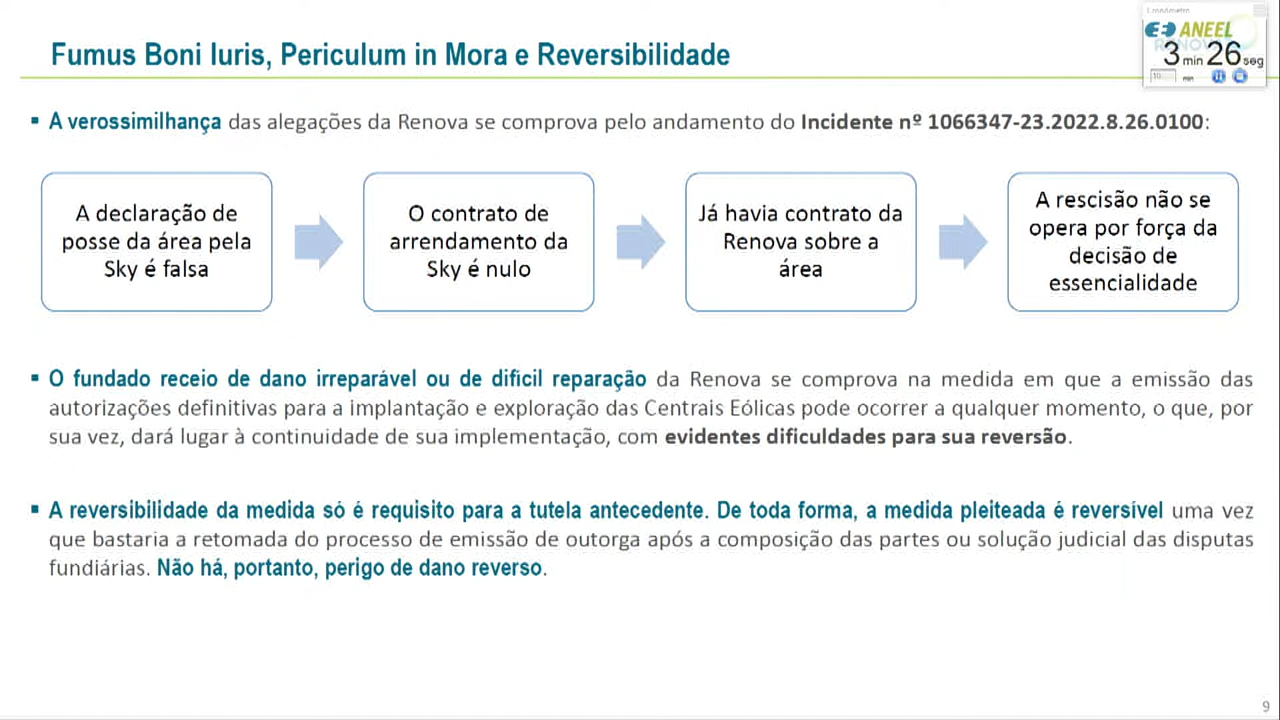 Fumus Boni Iuris, Periculum in Mora e Reversibilidade
Cronômetro
ANEEL
RENOVA
3 min 26 seg
10 min
▪ A verossimilhança das alegações da Renova se comprova pelo andamento do Incidente nº 1066347-23.2022.8.26.0100:
A declaração de
posse da área pela
Sky é falsa
O contrato de
arrendamento da
Sky é nulo
Já havia contrato da
Renova sobre a
área
A rescisão não se
opera por força da
decisão de
essencialidade
▪ O fundado receio de dano irreparável ou de difícil reparação da Renova se comprova na medida em que a emissão das
autorizações definitivas para a implantação e exploração das Centrais Eólicas pode ocorrer a qualquer momento, o que, por
sua vez, dará lugar à continuidade de sua implementação, com evidentes dificuldades para sua reversão.
▪ A reversibilidade da medida só é requisito para a tutela antecedente. De toda forma, a medida pleiteada é reversível uma vez
que bastaria a retomada do processo de emissão de outorga após a composição das partes ou solução judicial das disputas
fundiárias. Não há, portanto, perigo de dano reverso.
9